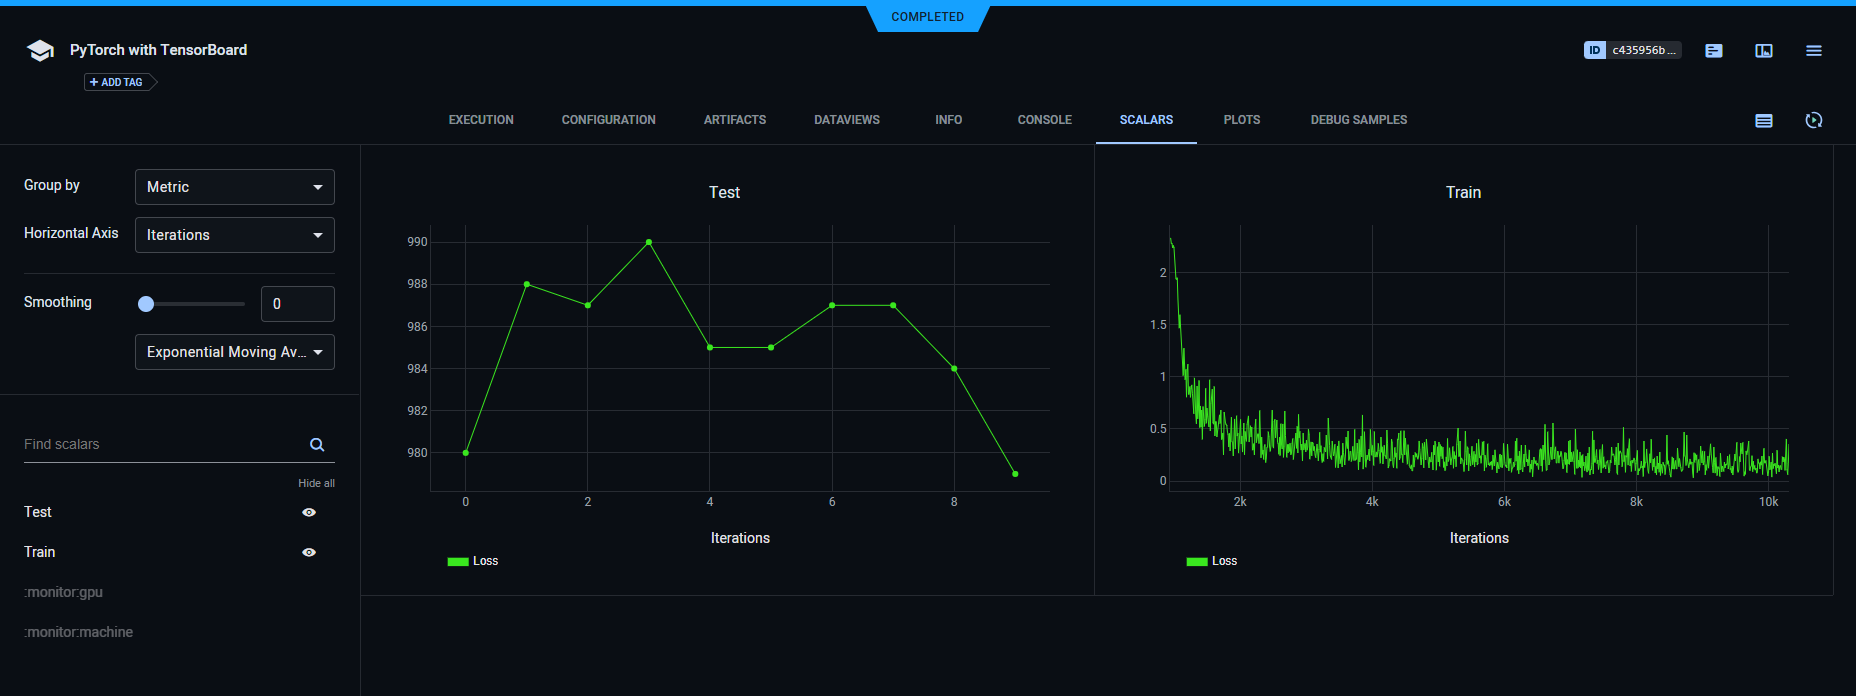 COMPLETED
PyTorch with TensorBoard
ID c435956b ...
+ ADD TAG
EXECUTION CONFIGURATION ARTIFACTS DATAVIEWS INFO CONSOLE SCALARS PLOTS DEBUG SAMPLES
Group by Metric
Horizontal Axis Iterations
Smoothing 0
Exponential Moving Av...
Find scalars
Hide all
Test
Train
:monitor:gpu
:monitor:machine
Test
990
988
986
984
982
980
0 2 4 6 8
Iterations
Loss
Train
2
1.5
1
0.5
0
2k 4k 6k 8k 10k
Iterations
Loss